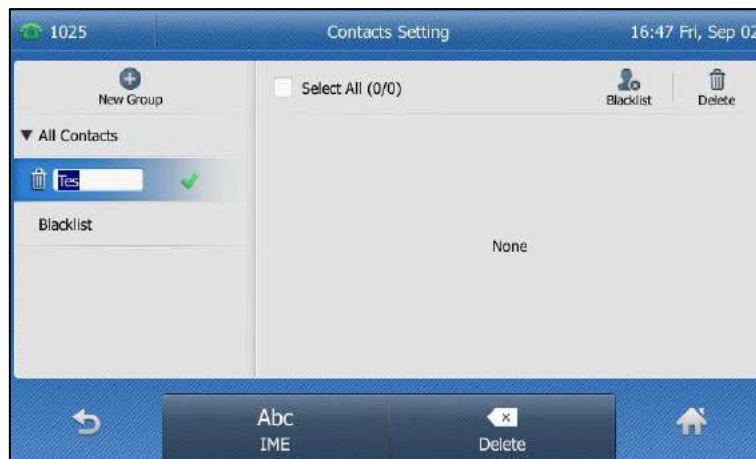 1025 Contacts Setting 16:47 Fri, Sep 02
New Group
Select All (0/0)
Blacklist
Delete
All Contacts
Tes
Blacklist
None
Abc
IME
Delete